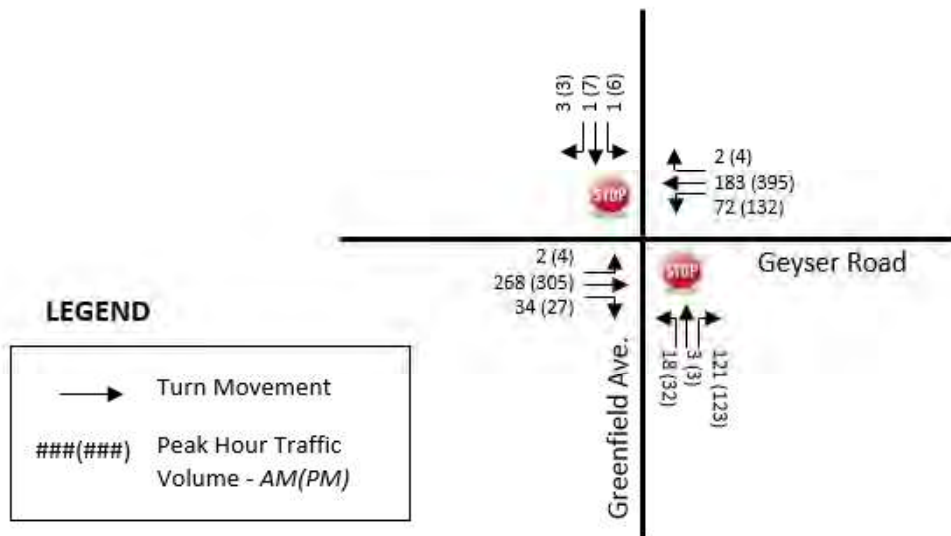 3 (3)
1 (7)
1 (6)
STOP
2 (4)
183 (395)
72 (132)
2 (4)
268 (305)
34 (27)
STOP
Geyser Road
18 (32)
3 (3)
121 (123)
Greenfield Ave.
LEGEND
Turn Movement
###(###) Peak Hour Traffic
Volume - AM(PM)